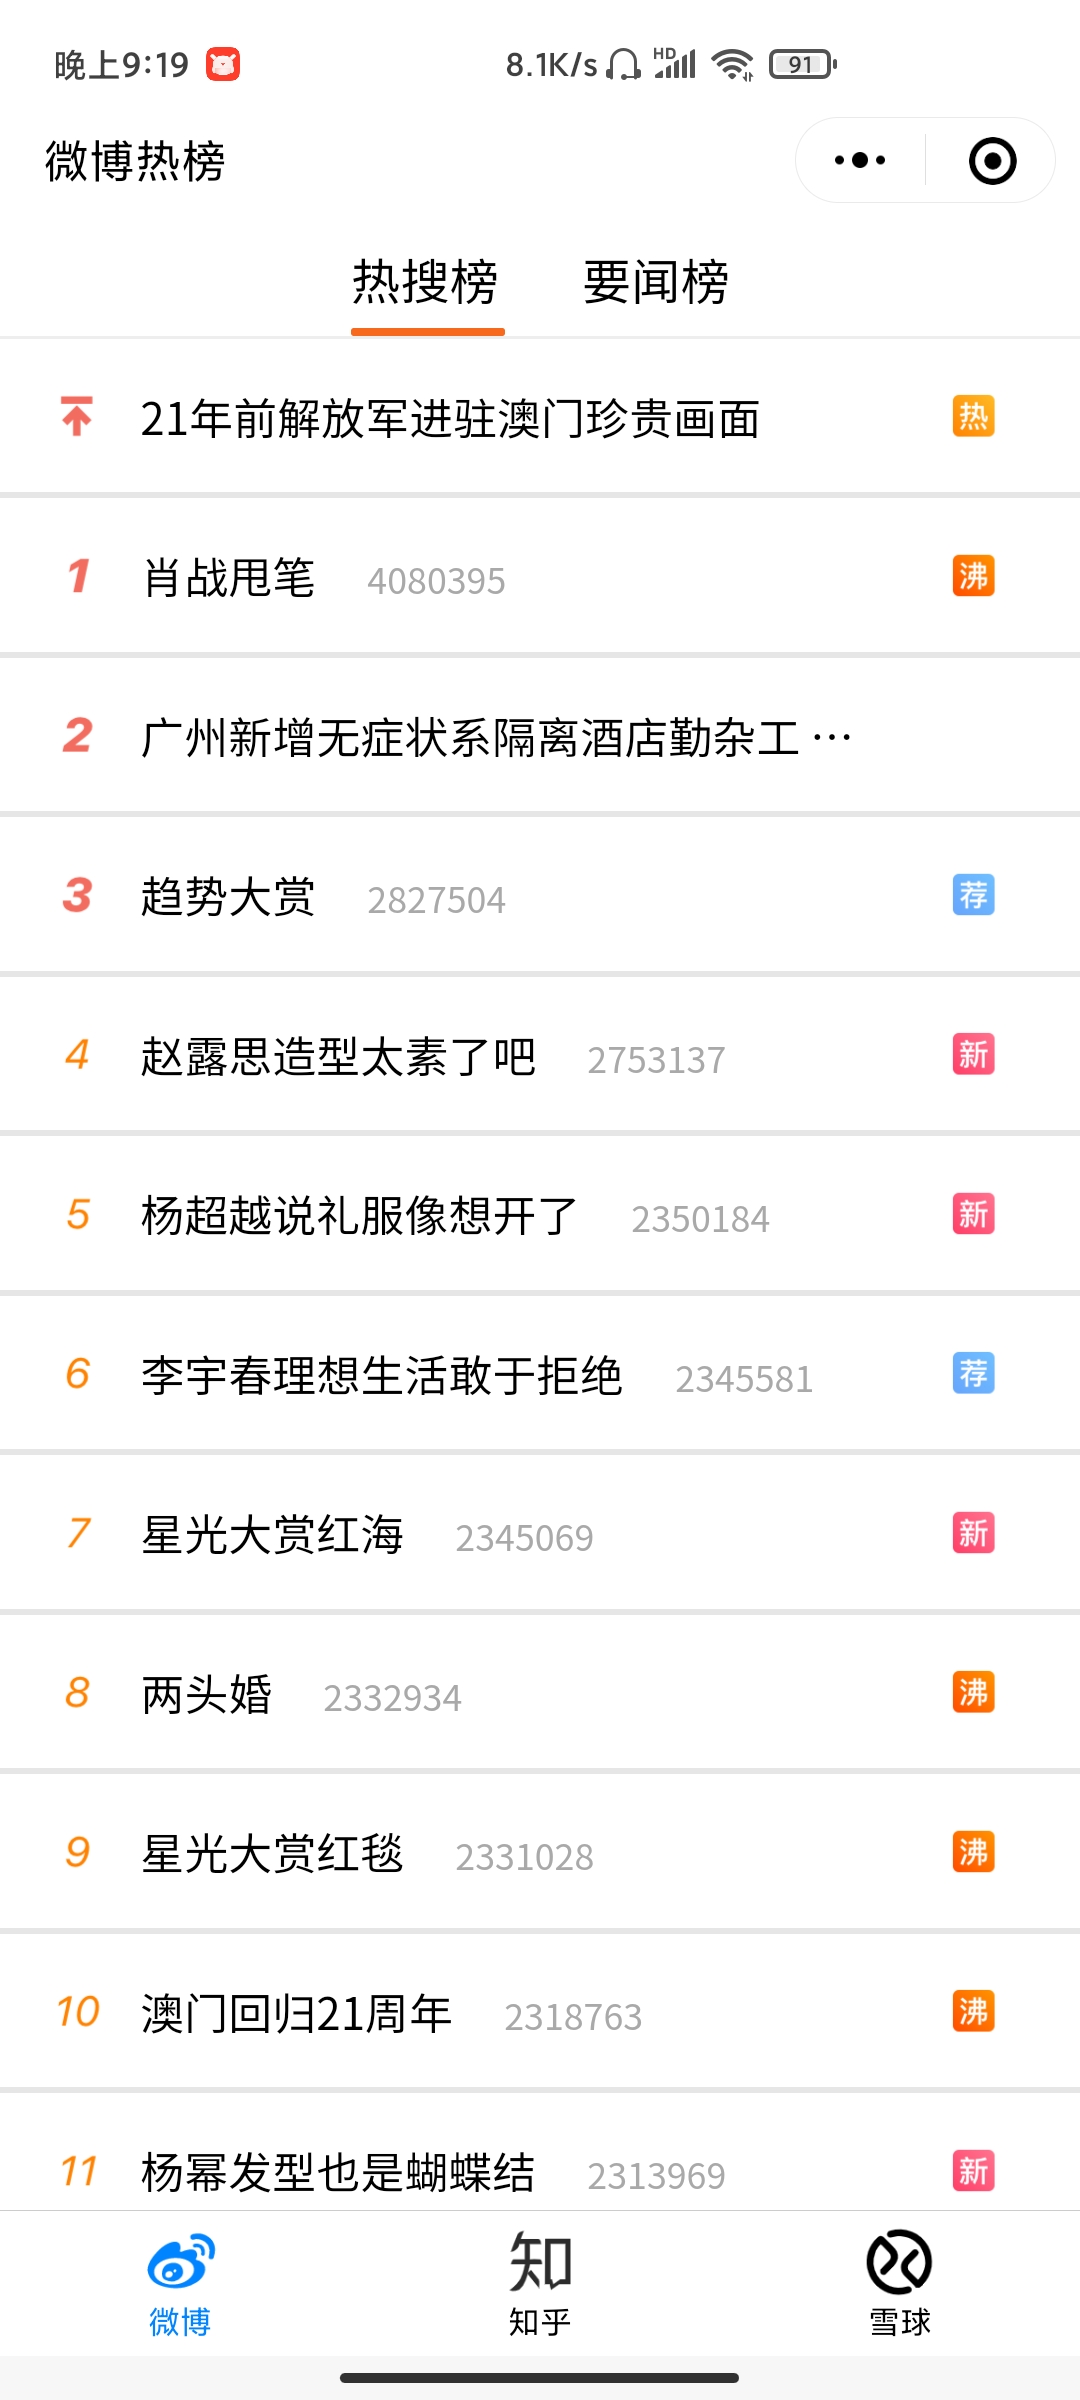 晚上9:19 8.1K/s HD 91
微博热榜
热搜榜 要闻榜
21年前解放军进驻澳门珍贵画面 热
1 肖战甩笔 4080395 沸
2 广州新增无症状系隔离酒店勤杂工 …
3 趋势大赏 2827504 荐
4 赵露思造型太素了吧 2753137 新
5 杨超越说礼服像想开了 2350184 新
6 李宇春理想生活敢于拒绝 2345581 荐
7 星光大赏红海 2345069 新
8 两头婚 2332934 沸
9 星光大赏红毯 2331028 沸
10 澳门回归21周年 2318763 沸
11 杨幂发型也是蝴蝶结 2313969 新
知
微博 知乎 雪球